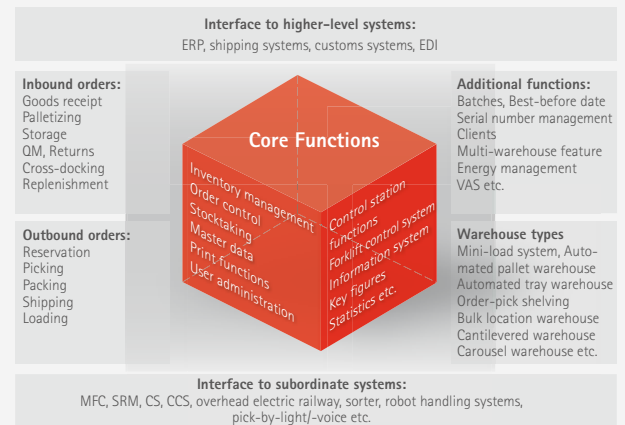 Interface to higher-level systems:
ERP, shipping systems, customs systems, EDI
Inbound orders:
Goods receipt
Palletizing
Storage
QM, Returns
Cross-docking
Replenishment
Outbound orders:
Reservation
Picking
Packing
Shipping
Loading
Core Functions
Inventory management
Order control
Stocktaking
Master data
Print functions
User administration
Control station
functions
Forklift control system
Information system
Key figures
Statistics etc.
Additional functions:
Batches, Best-before date
Serial number management
Clients
Multi-warehouse feature
Energy management
VAS etc.
Warehouse types
Mini-load system, Auto-
mated pallet warehouse
Automated tray warehouse
Order-pick shelving
Bulk location warehouse
Cantilevered warehouse
Carousel warehouse etc.
Interface to subordinate systems:
MFC, SRM, CS, CCS, overhead electric railway, sorter, robot handling systems,
pick-by-light/-voice etc.